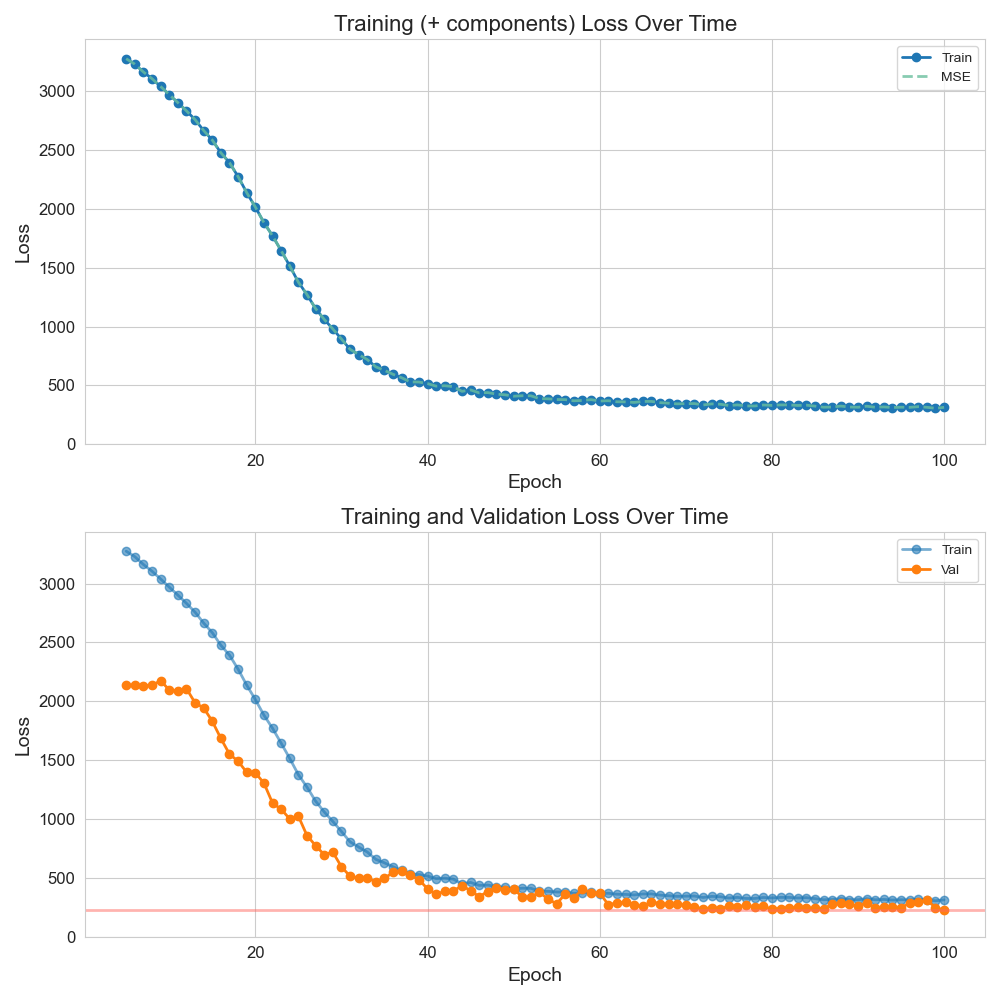 Training (+ components) Loss Over Time
Train
MSE
3000
2500
2000
1500
1000
500
0
Loss
20 40 60 80 100
Epoch
Training and Validation Loss Over Time
Train
Val
3000
2500
2000
1500
1000
500
0
Loss
20 40 60 80 100
Epoch